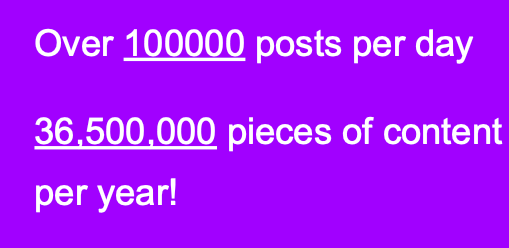 Over 100000 posts per day
36,500,000 pieces of content
per year!